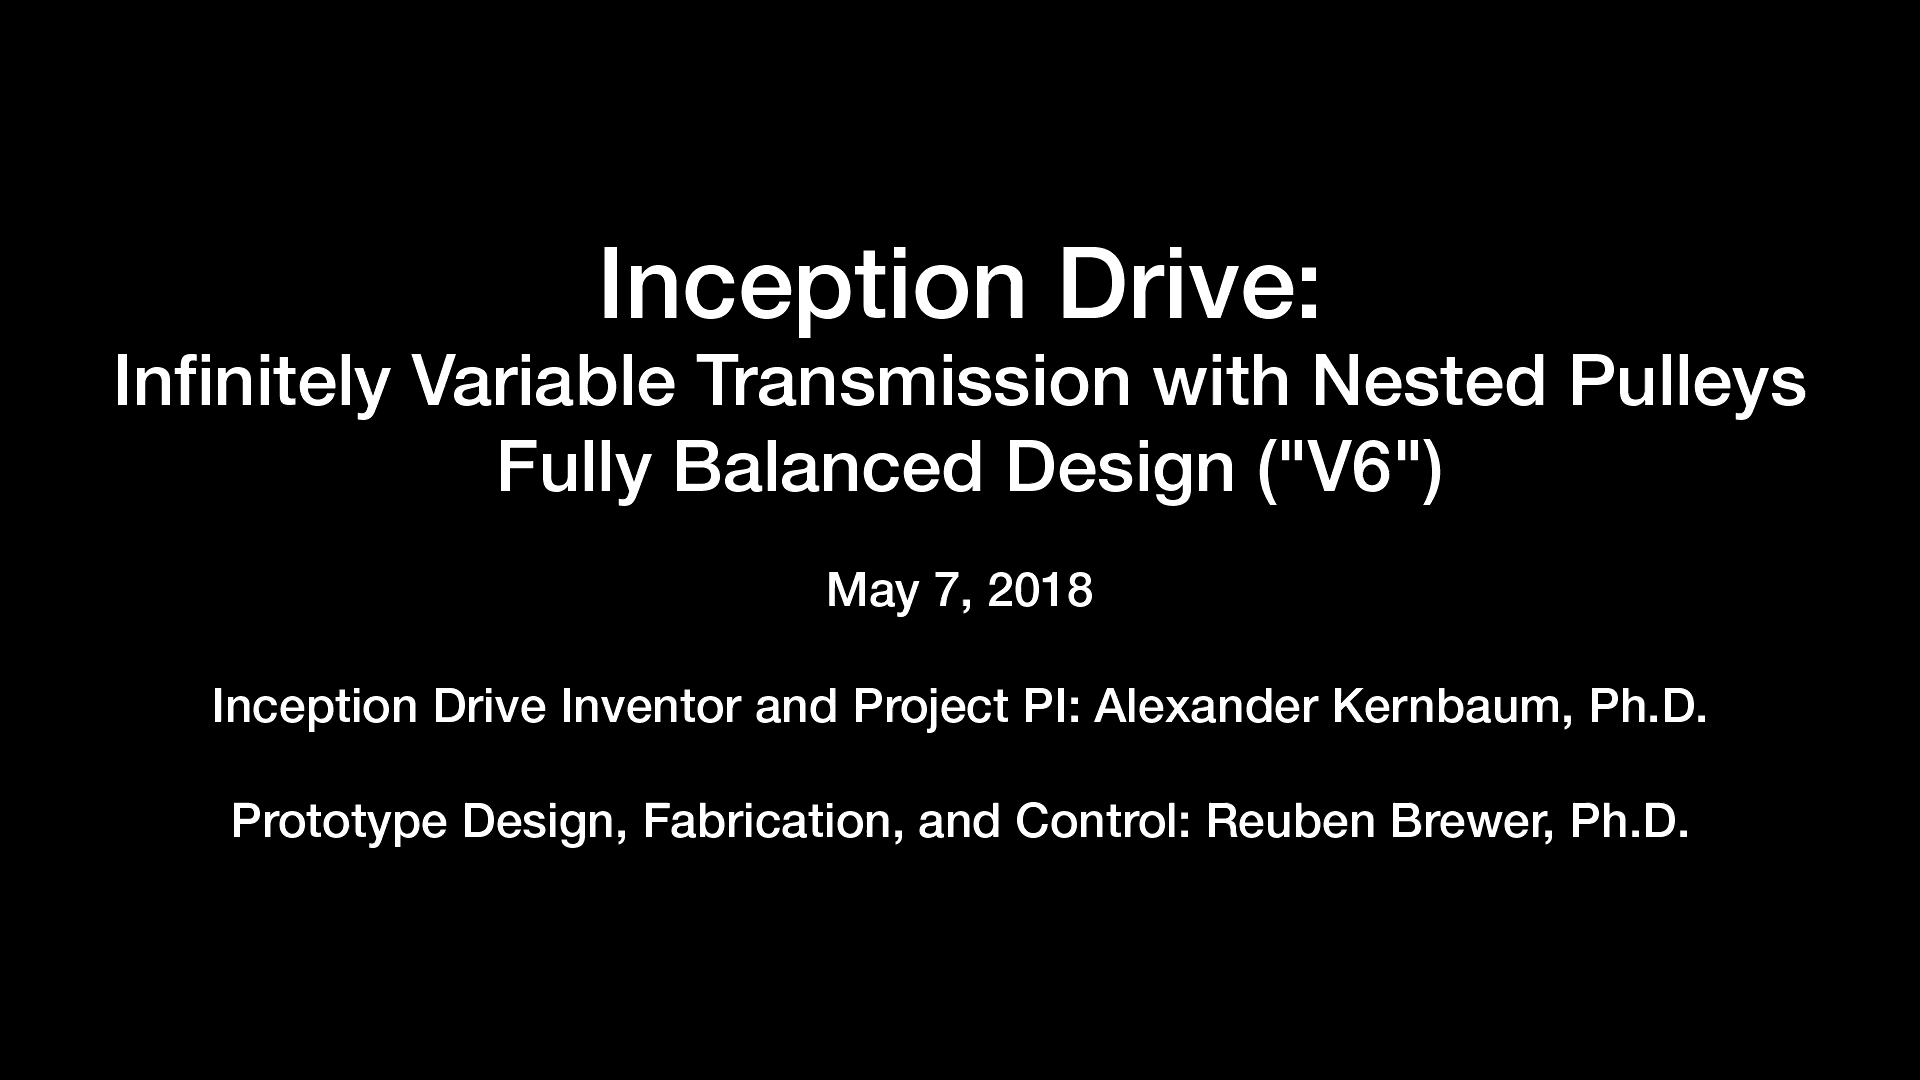 Inception Drive:
Infinitely Variable Transmission with Nested Pulleys
Fully Balanced Design ("V6")
May 7, 2018
Inception Drive Inventor and Project PI: Alexander Kernbaum, Ph.D.
Prototype Design, Fabrication, and Control: Reuben Brewer, Ph.D.